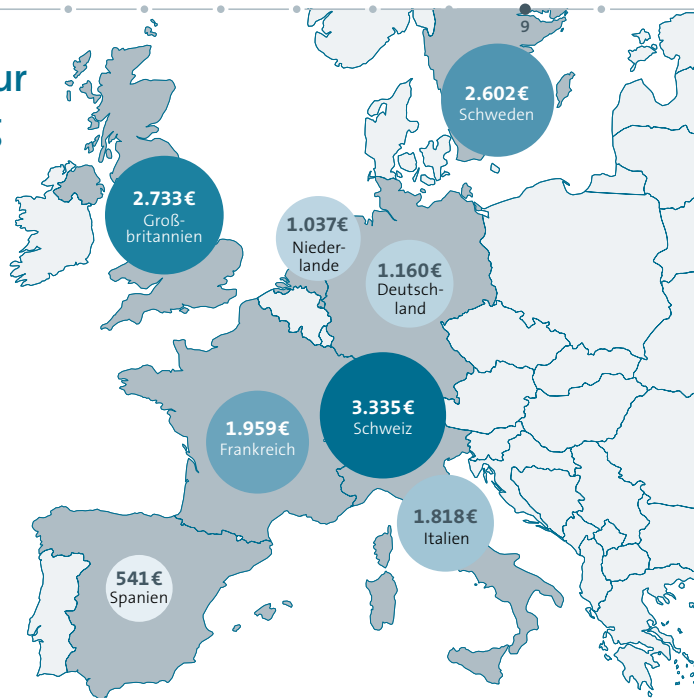 9
ur
2.602 €
Schweden
2.733 €
Groß-
britannien
1.037 €
Nieder-
lande
1.160 €
Deutsch-
land
3.335 €
Schweiz
1.959 €
Frankreich
1.818 €
Italien
541 €
Spanien